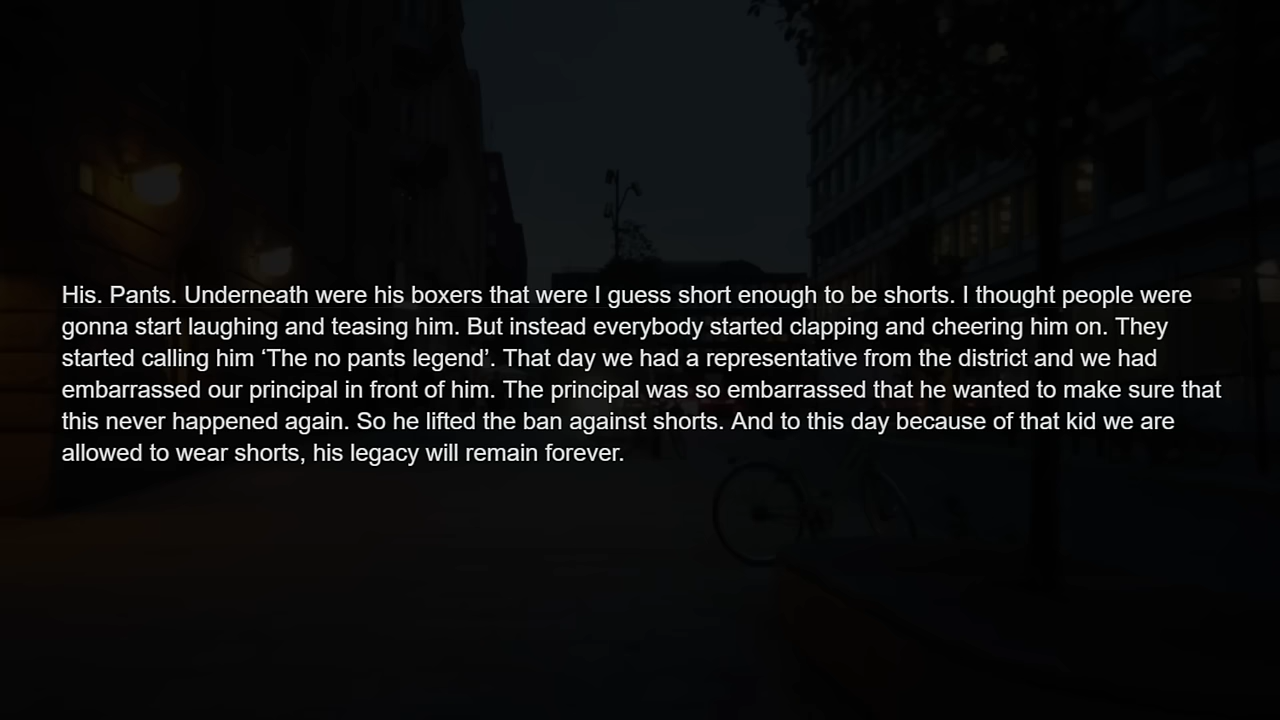 His. Pants. Underneath were his boxers that were I guess short enough to be shorts. I thought people were
gonna start laughing and teasing him. But instead everybody started clapping and cheering him on. They
started calling him ‘The no pants legend’. That day we had a representative from the district and we had
embarrassed our principal in front of him. The principal was so embarrassed that he wanted to make sure that
this never happened again. So he lifted the ban against shorts. And to this day because of that kid we are
allowed to wear shorts, his legacy will remain forever.